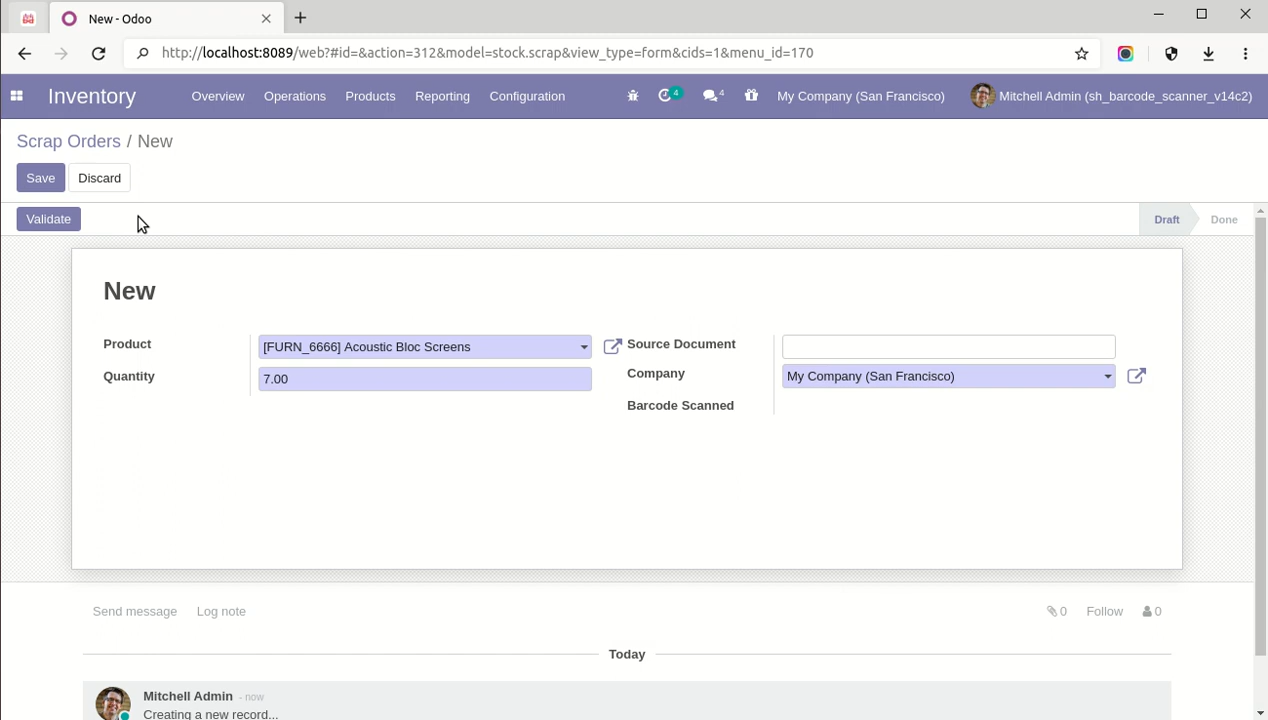 New - Odoo
http://localhost:8089/web?#id=&action=312&model=stock.scrap&view_type=form&cids=1&menu_id=170
Inventory Overview Operations Products Reporting Configuration 4 4 My Company (San Francisco) Mitchell Admin (sh_barcode_scanner_v14c2)
Scrap Orders / New
Save Discard
Validate Draft Done
New
Product [FURN_6666] Acoustic Bloc Screens Source Document
Quantity 7.00 Company My Company (San Francisco)
Barcode Scanned
Send message Log note 0 Follow 0
Today
Mitchell Admin - now
Creating a new record...